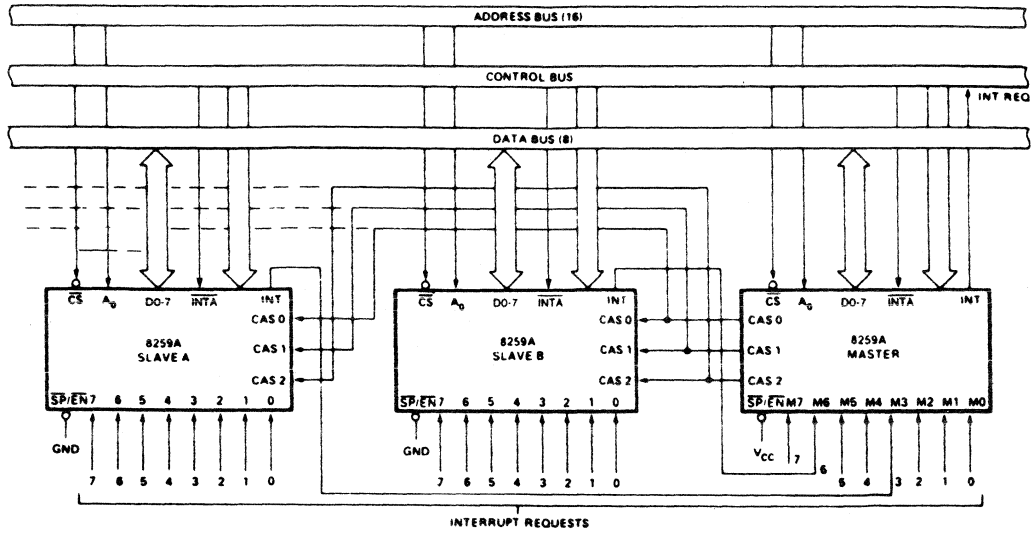 ADDRESS BUS (16)
CONTROL BUS
INT REQ
DATA BUS (8)
CS A0 D0-7 INTA INT
CAS 0
8259A
SLAVE A
CAS 1
CAS 2
SP/EN 7 6 5 4 3 2 1 0
GND
7 6 5 4 3 2 1 0
CS A0 D0-7 INTA INT
CAS 0
8259A
SLAVE B
CAS 1
CAS 2
SP/EN 7 6 5 4 3 2 1 0
GND
7 6 5 4 3 2 1 0
CS A0 D0-7 INTA INT
CAS 0
8259A
MASTER
CAS 1
CAS 2
SP/EN M7 M6 M5 M4 M3 M2 M1 M0
VCC
7 6 5 4 3 2 1 0
INTERRUPT REQUESTS